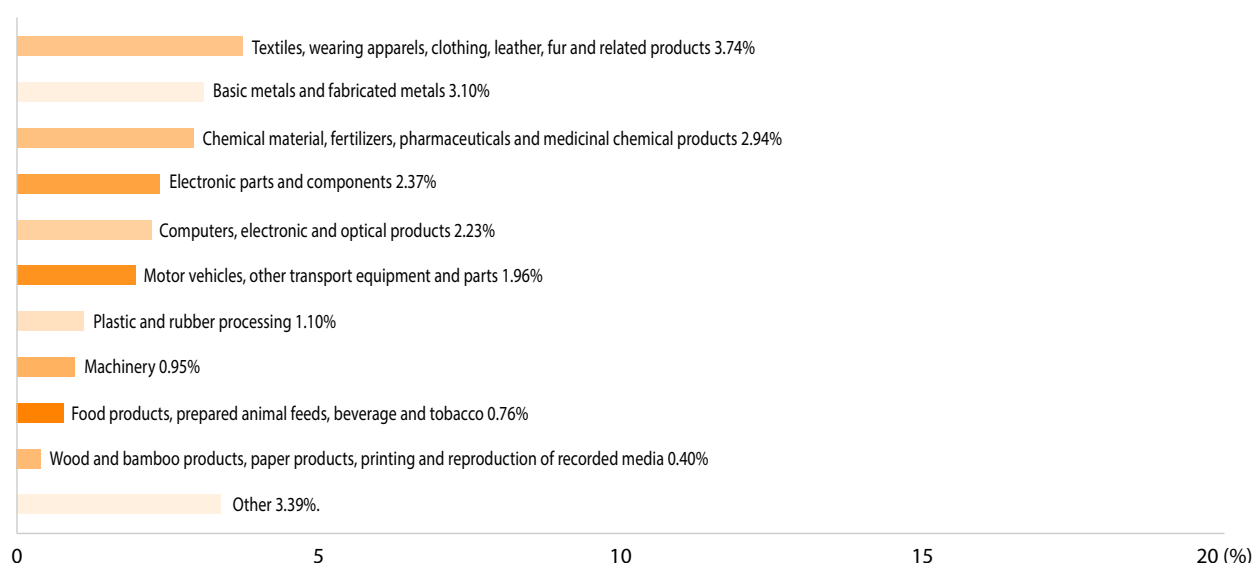 Textiles, wearing apparels, clothing, leather, fur and related products 3.74%
Basic metals and fabricated metals 3.10%
Chemical material, fertilizers, pharmaceuticals and medicinal chemical products 2.94%
Electronic parts and components 2.37%
Computers, electronic and optical products 2.23%
Motor vehicles, other transport equipment and parts 1.96%
Plastic and rubber processing 1.10%
Machinery 0.95%
Food products, prepared animal feeds, beverage and tobacco 0.76%
Wood and bamboo products, paper products, printing and reproduction of recorded media 0.40%
Other 3.39%.
0 5 10 15 20 (%)